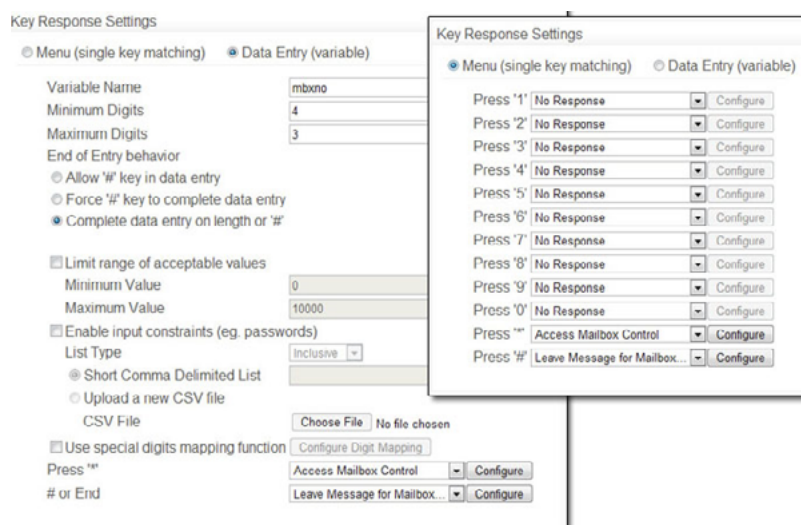 Key Response Settings
Menu (single key matching) Data Entry (variable)
Variable Name mbxno
Minimum Digits 4
Maximum Digits 3
End of Entry behavior
Allow '#' key in data entry
Force '#' key to complete data entry
Complete data entry on length or '#'
Limit range of acceptable values
Minimum Value 0
Maximum Value 10000
Enable input constraints (eg. passwords)
List Type Inclusive
Short Comma Delimited List
Upload a new CSV file
CSV File Choose File No file chosen
Use special digits mapping function Configure Digit Mapping
Press '*' Access Mailbox Control Configure
# or End Leave Message for Mailbox... Configure
Key Response Settings
Menu (single key matching) Data Entry (variable)
Press '1' No Response Configure
Press '2' No Response Configure
Press '3' No Response Configure
Press '4' No Response Configure
Press '5' No Response Configure
Press '6' No Response Configure
Press '7' No Response Configure
Press '8' No Response Configure
Press '9' No Response Configure
Press '0' No Response Configure
Press '*' Access Mailbox Control Configure
Press '#' Leave Message for Mailbox... Configure